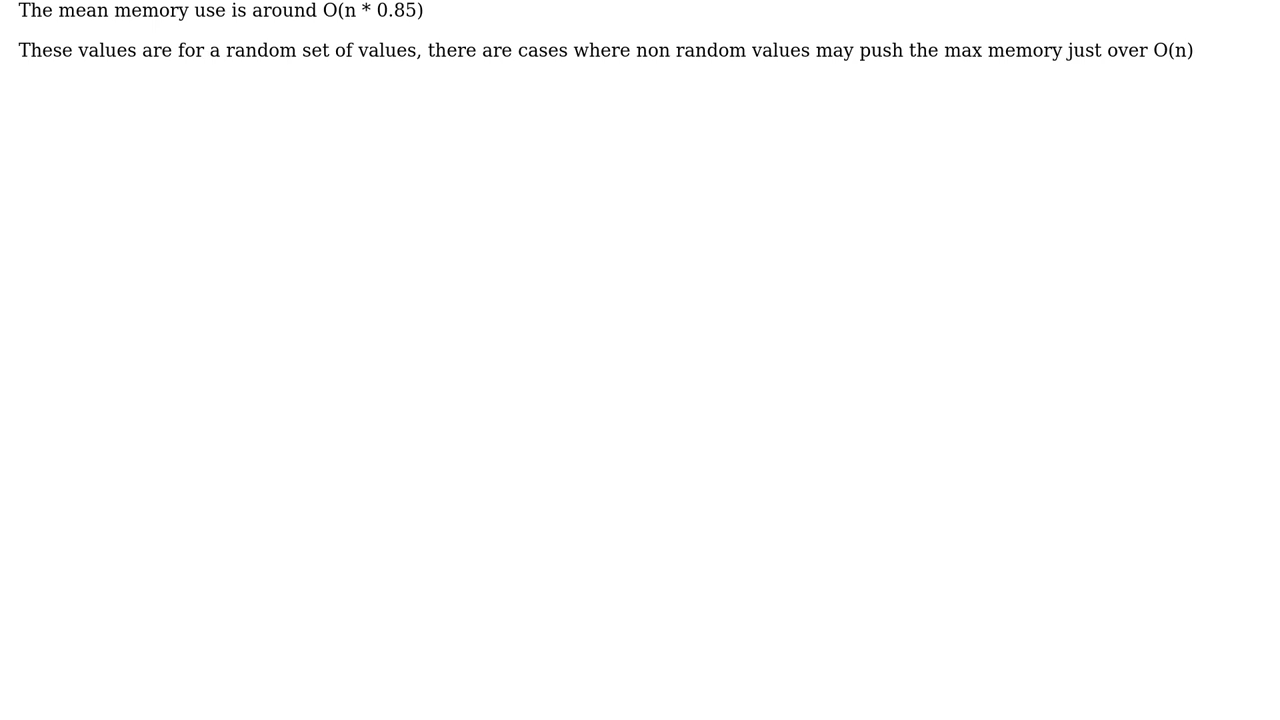 The mean memory use is around O(n * 0.85)
These values are for a random set of values, there are cases where non random values may push the max memory just over O(n)